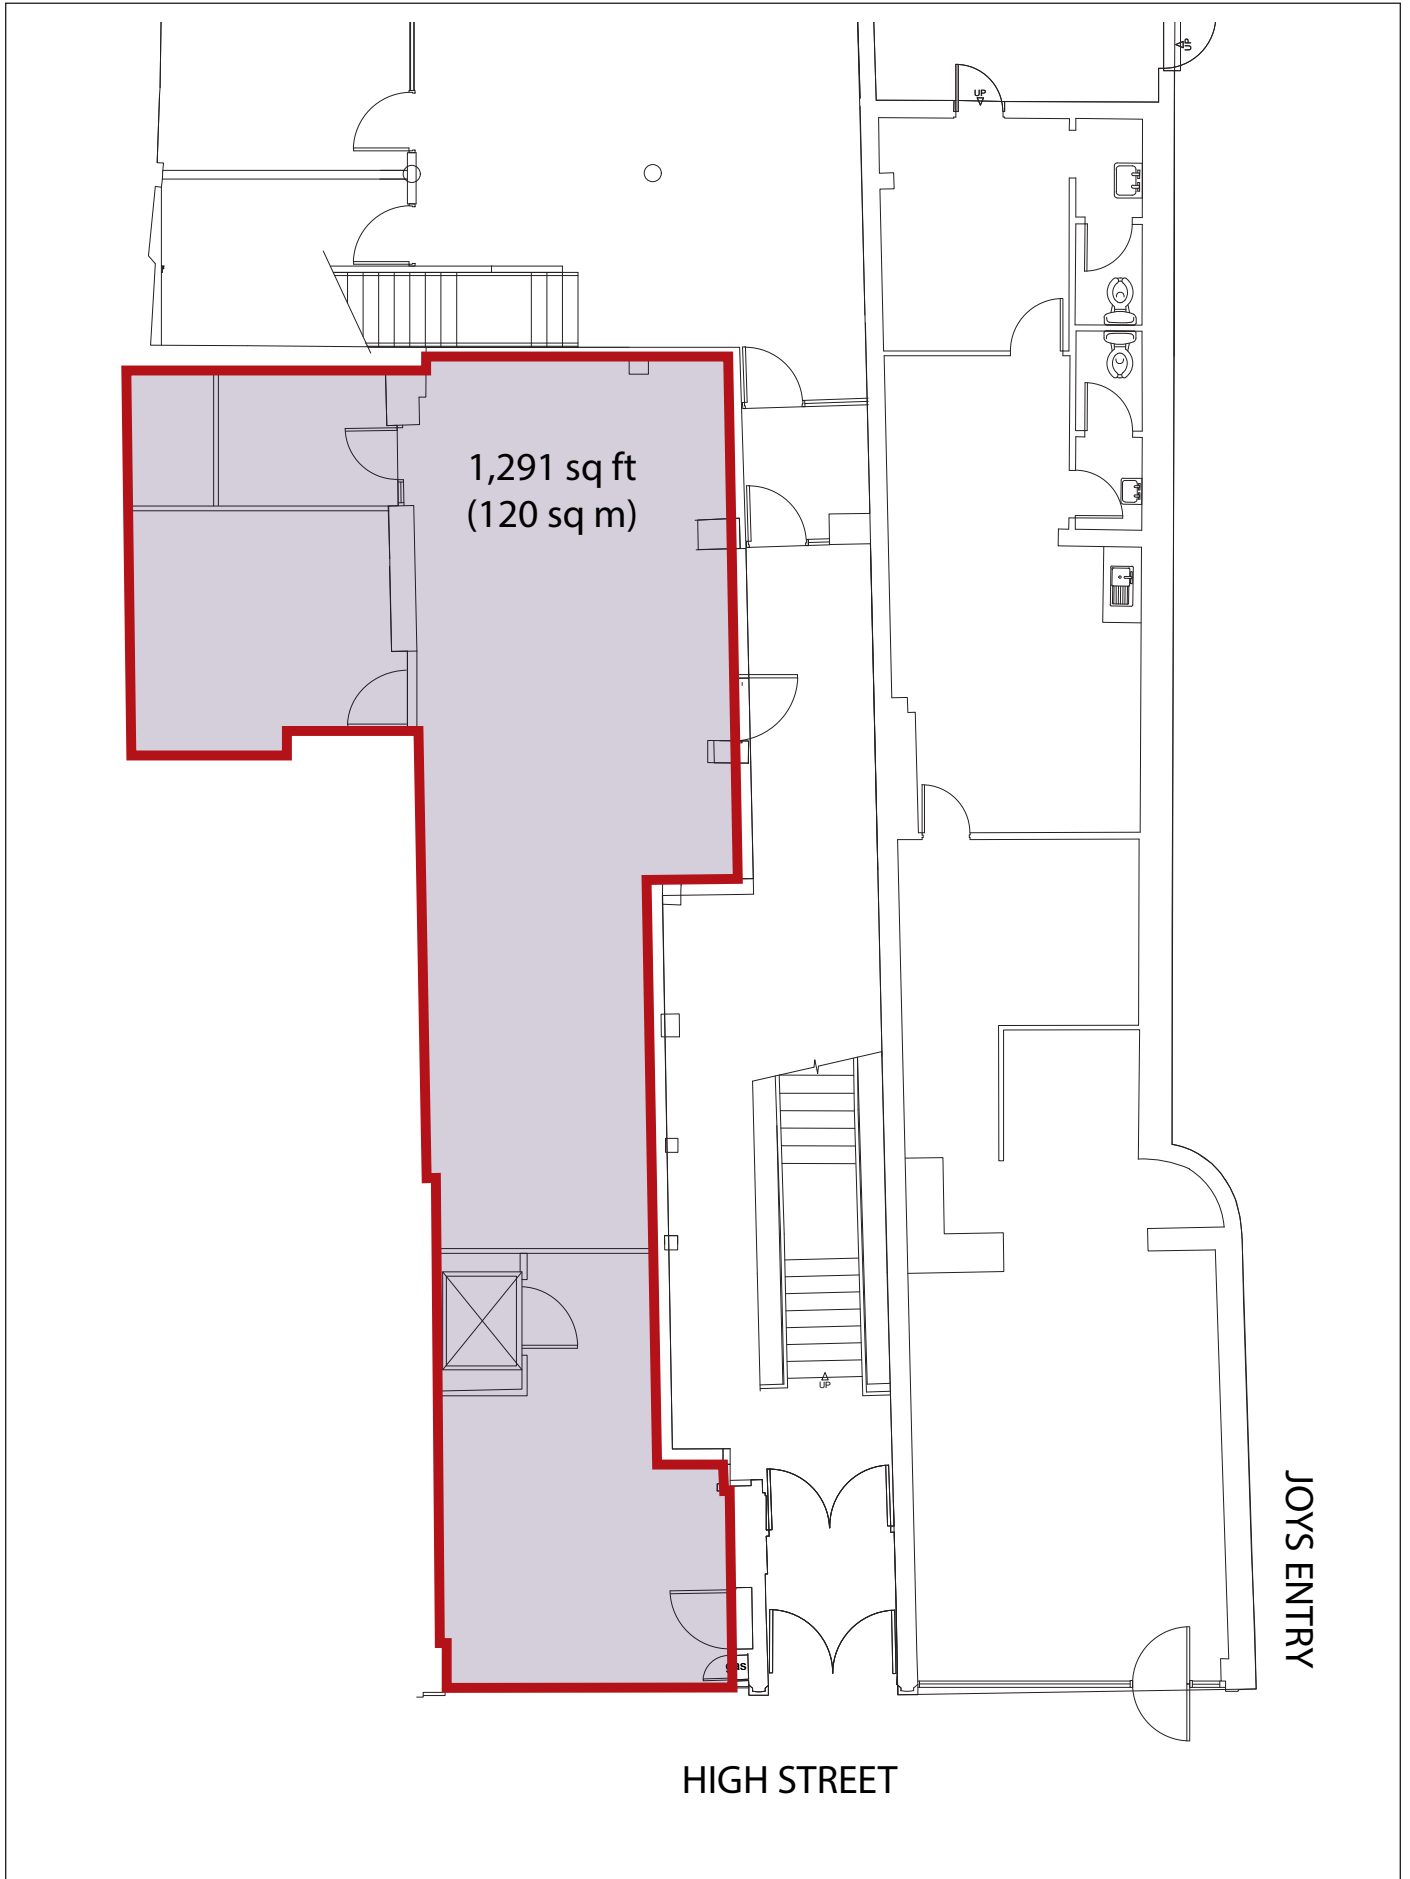 UP
UP
1,291 sq ft
(120 sq m)
UP
JOYS ENTRY
gas
HIGH STREET